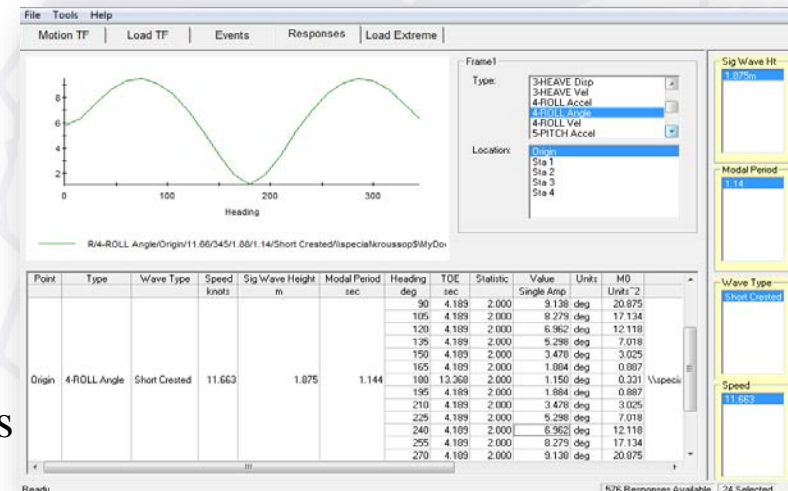 File Tools Help
Motion TF Load TF Events Responses Load Extreme
8
6
4
2
0 100 200 300
Heading
R/4-ROLL Angle/Origin/11.66/345/1.88/1.14/Short Crested/
Frame1
Type:
3-HEAVE Disp
3-HEAVE Vel
4-ROLL Accel
4-ROLL Angle
4-ROLL Vel
5-PITCH Accel
Location:
Origin
Sta 1
Sta 2
Sta 3
Sta 4
Sig Wave Ht
1.875m
Modal Period
1.14
Wave Type
Short Crested
Speed
11.663
Point Type Wave Type Speed Sig Wave Height Modal Period Heading TOE Statistic Value Units M0
knots m sec deg sec Single Amp Units^2
90 4.189 2.000 9.138 deg 20.875
105 4.189 2.000 8.279 deg 17.134
120 4.189 2.000 6.962 deg 12.118
135 4.189 2.000 5.298 deg 7.018
150 4.189 2.000 3.478 deg 3.025
165 4.189 2.000 1.884 deg 0.887
Origin 4-ROLL Angle Short Crested 11.663 1.875 1.144 180 13.368 2.000 1.150 deg 0.331 \\specia
195 4.189 2.000 1.884 deg 0.887
210 4.189 2.000 3.478 deg 3.025
225 4.189 2.000 5.298 deg 7.018
240 4.189 2.000 6.962 deg 12.118
255 4.189 2.000 8.279 deg 17.134
270 4.189 2.000 9.138 deg 20.875
s
Ready 576 Responses Available 24 Selected